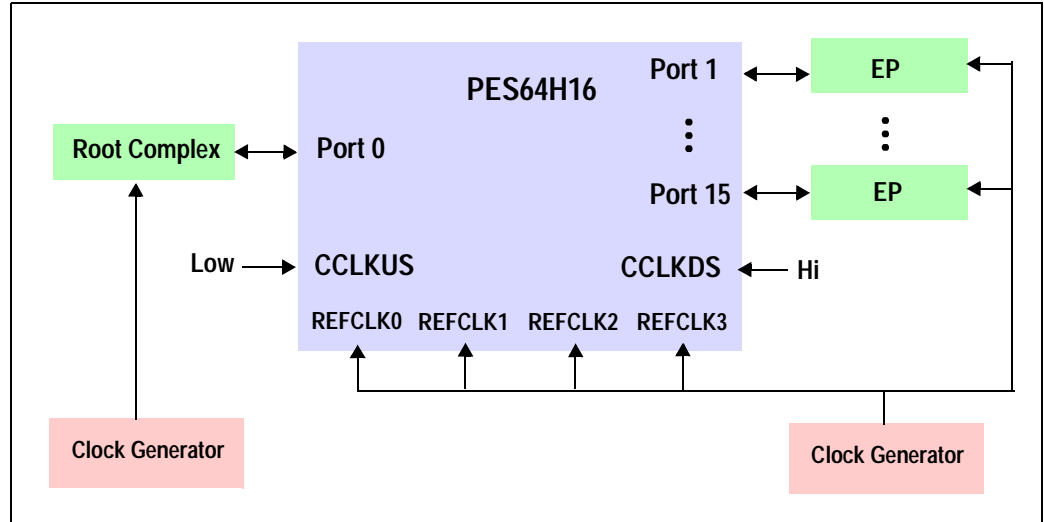 PES64H16
Port 1
EP
Root Complex
Port 0
Port 15
EP
Low
CCLKUS
CCLKDS
Hi
REFCLK0 REFCLK1 REFCLK2 REFCLK3
Clock Generator
Clock Generator